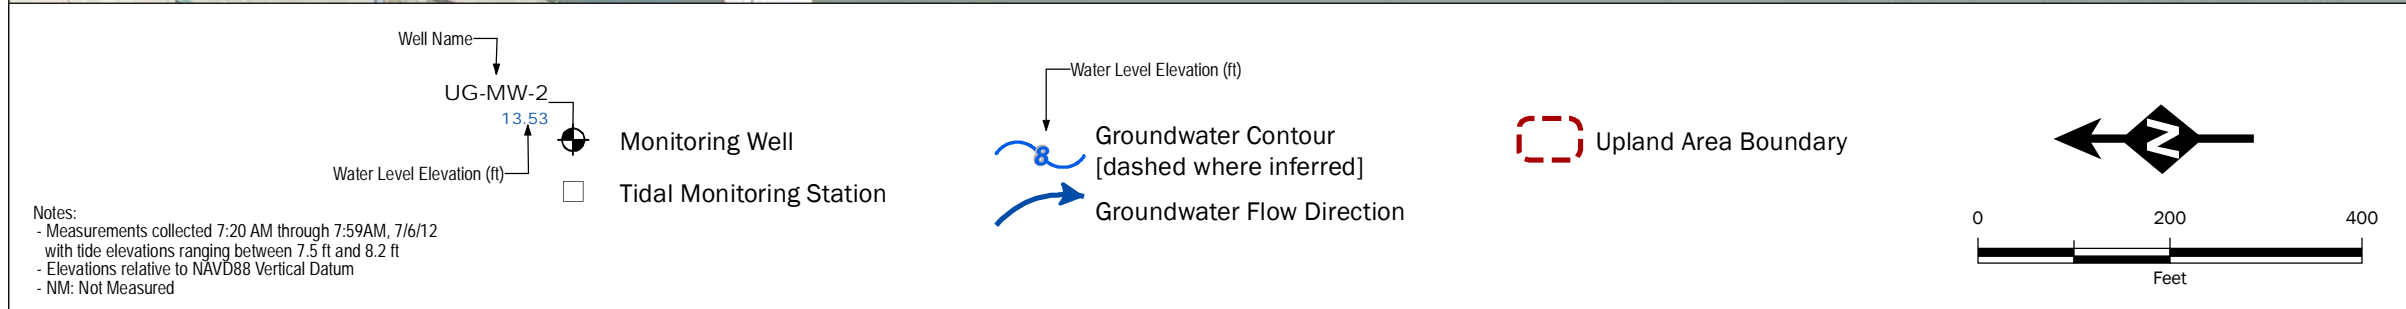 Well Name
UG-MW-2
13.53
Water Level Elevation (ft)
Monitoring Well
Tidal Monitoring Station
Notes:
- Measurements collected 7:20 AM through 7:59AM, 7/6/12
with tide elevations ranging between 7.5 ft and 8.2 ft
- Elevations relative to NAVD88 Vertical Datum
- NM: Not Measured
Water Level Elevation (ft)
8
Groundwater Contour
[dashed where inferred]
Groundwater Flow Direction
Upland Area Boundary
N
0 200 400
Feet